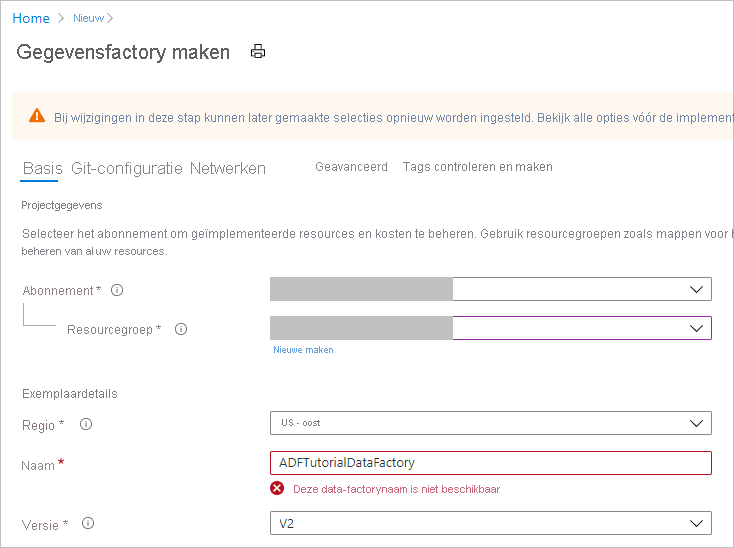 Home > Nieuw >
Gegevensfactory maken
Bij wijzigingen in deze stap kunnen later gemaakte selecties opnieuw worden ingesteld. Bekijk alle opties vóór de implement
Basis Git-configuratie Netwerken Geavanceerd Tags controleren en maken
Projectgegevens
Selecteer het abonnement om geïmplementeerde resources en kosten te beheren. Gebruik resourcegroepen zoals mappen voor h
beheren van al uw resources.
Abonnement *
Resourcegroep *
Nieuwe maken
Exemplaardetails
Regio * US - oost
Naam * ADFTutorialDataFactory
Deze data-factorynaam is niet beschikbaar
Versie * V2